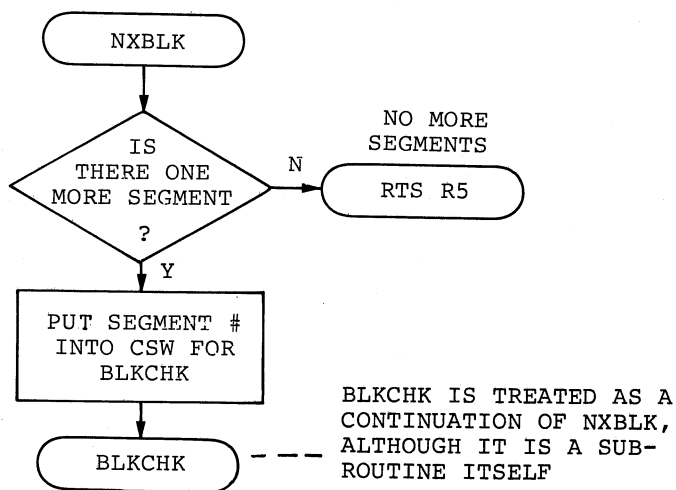 NXBLK
IS
THERE ONE
MORE SEGMENT
?
N
NO MORE
SEGMENTS
RTS R5
Y
PUT SEGMENT #
INTO CSW FOR
BLKCHK
BLKCHK
BLKCHK IS TREATED AS A
CONTINUATION OF NXBLK,
ALTHOUGH IT IS A SUB-
ROUTINE ITSELF